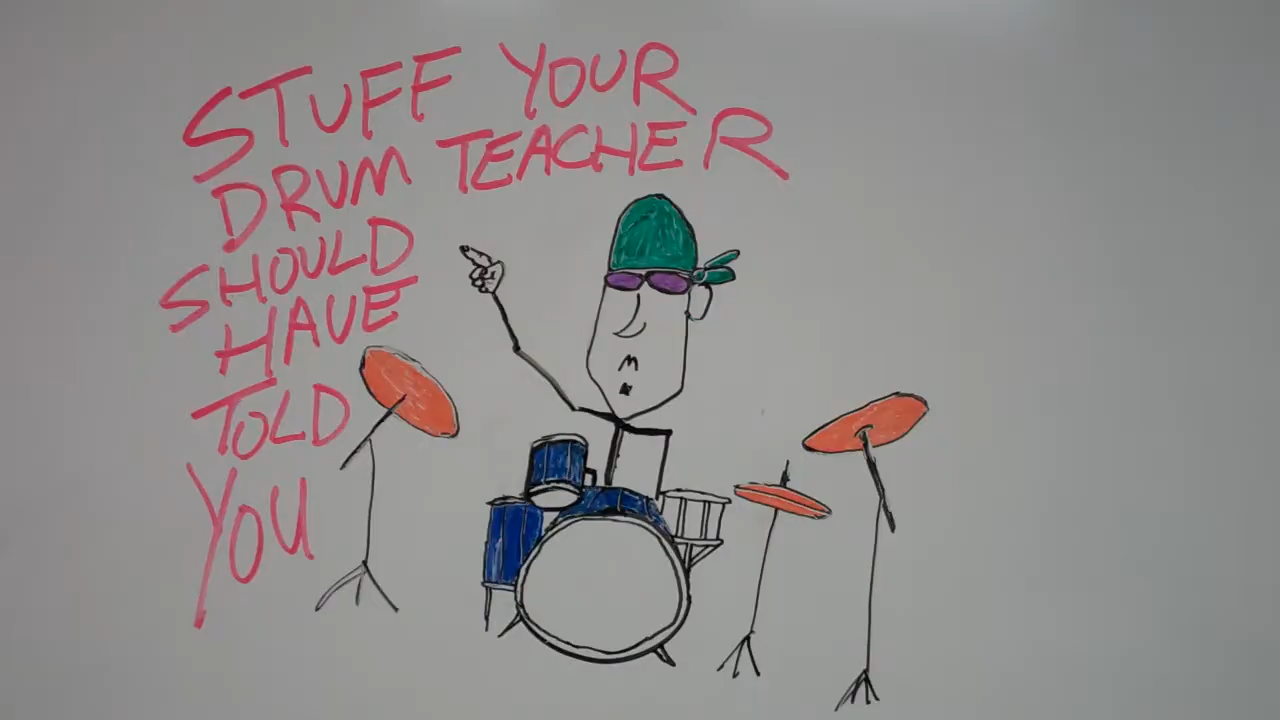 STUFF YOUR
DRUM TEACHER
SHOULD
HAVE
TOLD
YOU